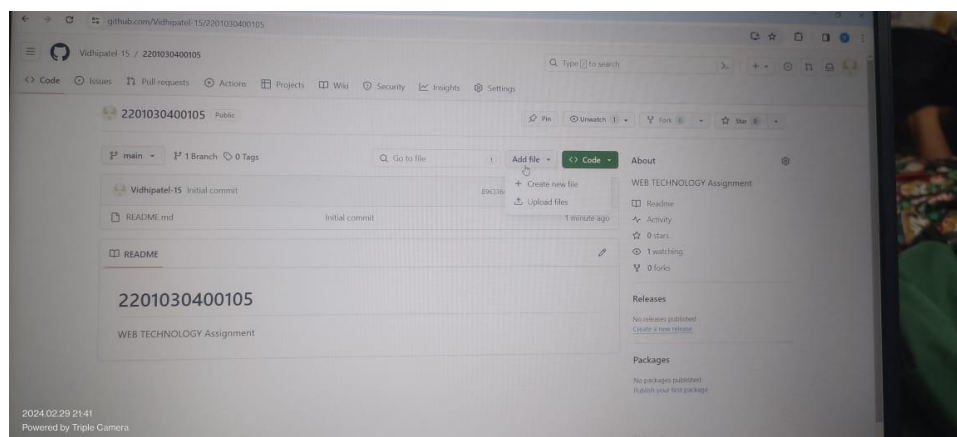 github.com/Vidhipatel-15/2201030400105
Vidhipatel-15 / 2201030400105
Type / to search
<> Code Issues Pull requests Actions Projects Wiki Security Insights Settings
2201030400105 Public
Pin Unwatch 1 Fork 0 Star 0
main 1 Branch 0 Tags
Go to file
Add file
<> Code
Create new file
Upload files
Vidhipatel-15 Initial commit
README.md Initial commit 1 minute ago
README
2201030400105
WEB TECHNOLOGY Assignment
About
WEB TECHNOLOGY Assignment
Readme
Activity
0 stars
1 watching
0 forks
Releases
No releases published
Create a new release
Packages
No packages published
Publish your first package
2024.02.29 21:41
Powered by Triple Camera